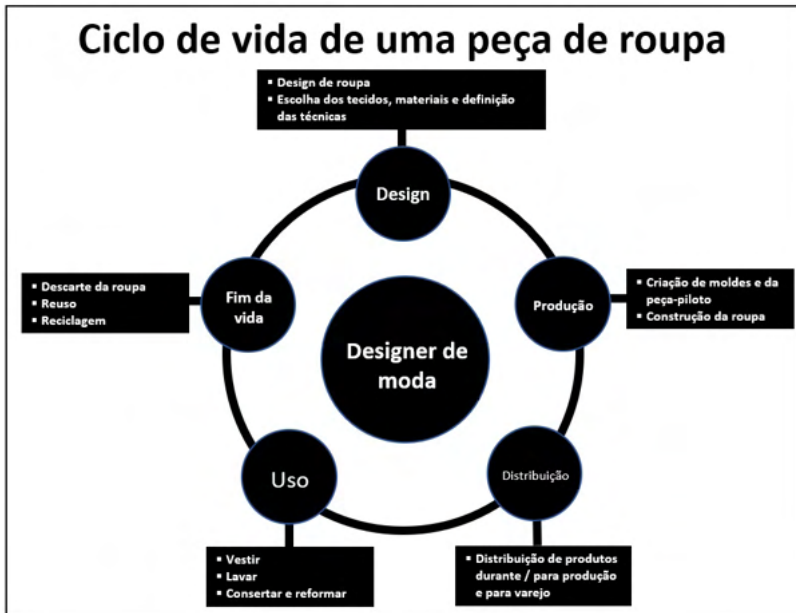 Ciclo de vida de uma peça de roupa
▪ Design de roupa
▪ Escolha dos tecidos, materiais e definição
das técnicas
Design
▪ Descarte da roupa
▪ Reuso
▪ Reciclagem
Fim da
vida
Produção
▪ Criação de moldes e da
peça-piloto
▪ Construção da roupa
Designer de
moda
Uso
Distribuição
▪ Vestir
▪ Lavar
▪ Consertar e reformar
▪ Distribuição de produtos
durante / para produção
e para varejo